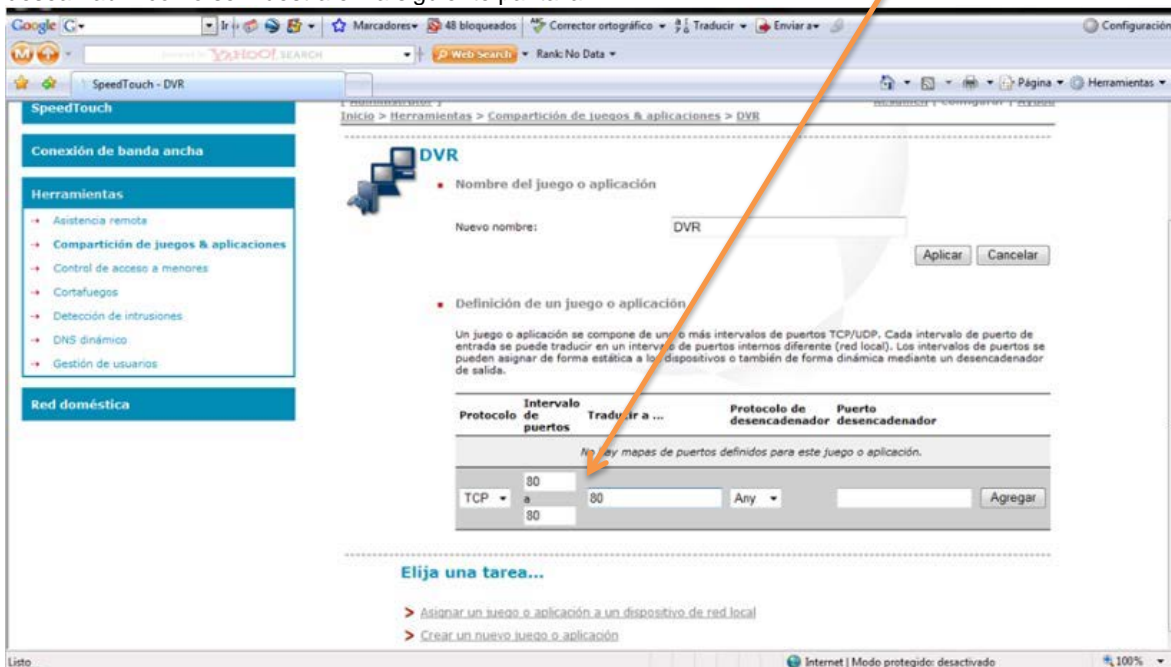 Google G Ir Marcadores 48 bloqueados Corrector ortográfico Traducir Enviar a Configuración
YAHOO! SEARCH Web Search Rank: No Data
SpeedTouch - DVR Página Herramientas
SpeedTouch
[ Administrator ] Resumen | Configurar | Ayuda
Inicio > Herramientas > Compartición de juegos & aplicaciones > DVR
Conexión de banda ancha
DVR
Herramientas
Nombre del juego o aplicación
Asistencia remota
Nuevo nombre: DVR
Compartición de juegos & aplicaciones
Aplicar Cancelar
Control de acceso a menores
Cortafuegos
Definición de un juego o aplicación
Detección de intrusiones
DNS dinámico
Gestión de usuarios
Un juego o aplicación se compone de uno o más intervalos de puertos TCP/UDP. Cada intervalo de puerto de
entrada se puede traducir en un intervalo de puertos internos diferente (red local). Los intervalos de puertos se
pueden asignar de forma estática a los dispositivos o también de forma dinámica mediante un desencadenador
de salida.
Red doméstica
Protocolo Intervalo de puertos Traducir a ... Protocolo de desencadenador Puerto desencadenador
No hay mapas de puertos definidos para este juego o aplicación.
80
TCP a 80 Any Agregar
80
Elija una tarea...
Asignar un juego o aplicación a un dispositivo de red local
Crear un nuevo juego o aplicación
Listo Internet | Modo protegido: desactivado 100%